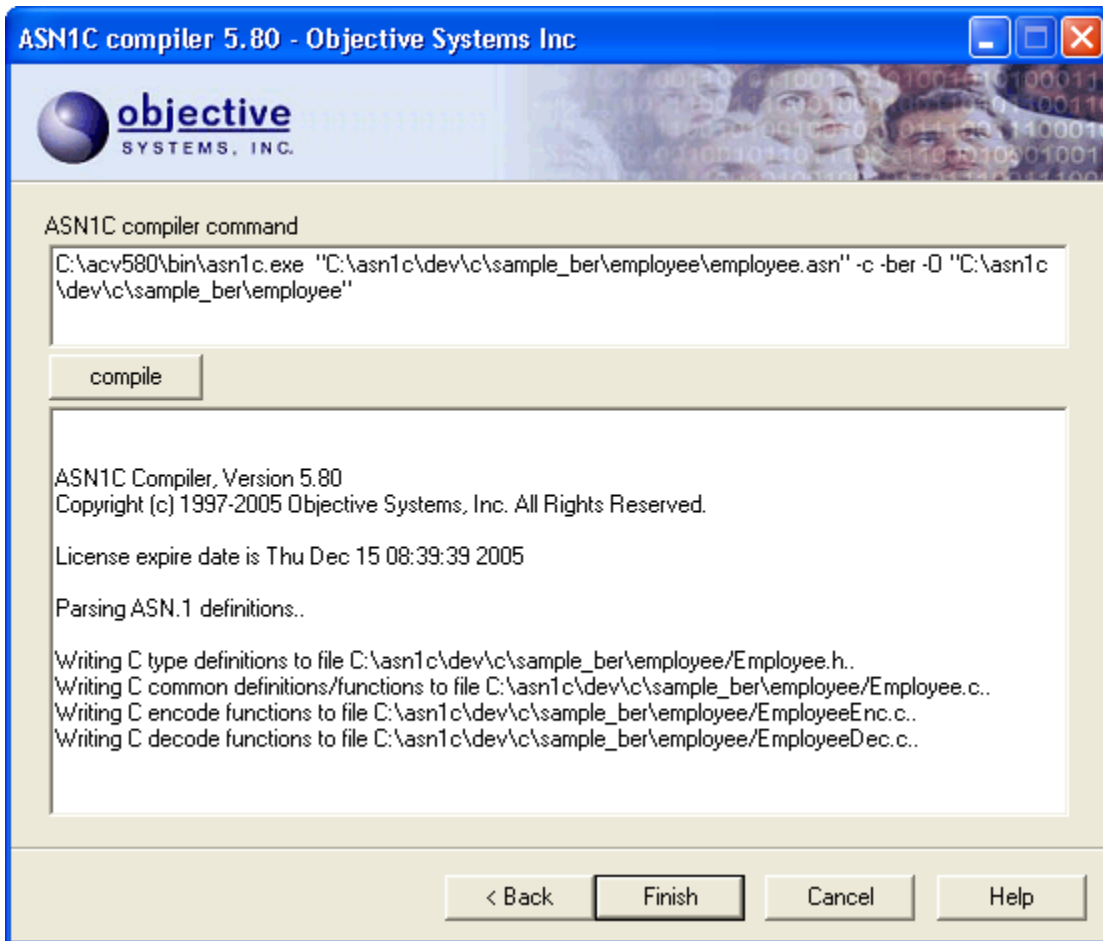 ASN1C compiler 5.80 - Objective Systems Inc
objective
SYSTEMS, INC.
ASN1C compiler command
C:\acv580\bin\asn1c.exe  "C:\asn1c\dev\c\sample_ber\employee\employee.asn" -c -ber -O "C:\asn1c
\dev\c\sample_ber\employee"
compile
ASN1C Compiler, Version 5.80
Copyright (c) 1997-2005 Objective Systems, Inc. All Rights Reserved.
License expire date is Thu Dec 15 08:39:39 2005
Parsing ASN.1 definitions..
Writing C type definitions to file C:\asn1c\dev\c\sample_ber\employee/Employee.h..
Writing C common definitions/functions to file C:\asn1c\dev\c\sample_ber\employee/Employee.c..
Writing C encode functions to file C:\asn1c\dev\c\sample_ber\employee/EmployeeEnc.c..
Writing C decode functions to file C:\asn1c\dev\c\sample_ber\employee/EmployeeDec.c..
< Back
Finish
Cancel
Help